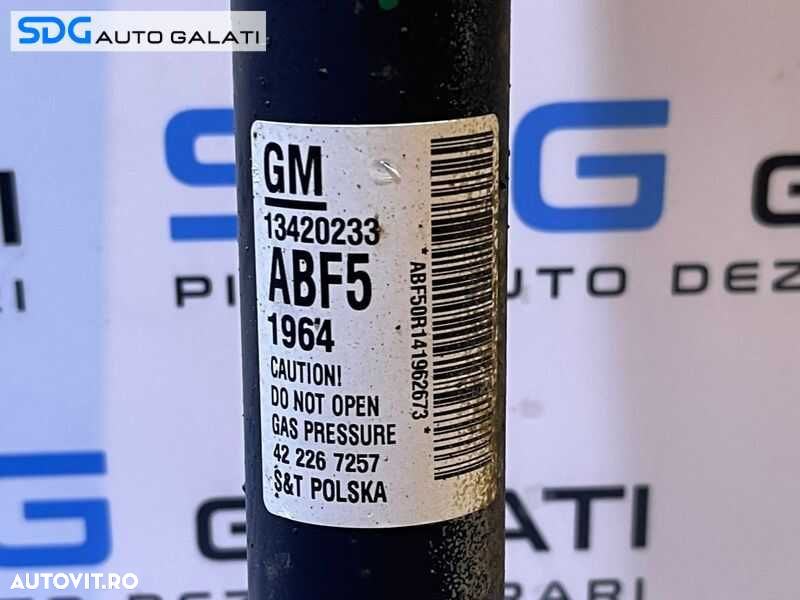 SDG AUTO GALATI
GM
13420233
ABF5
1964
CAUTION!
DO NOT OPEN
GAS PRESSURE
42 226 7257
S&T POLSKA
* ABF50R141962673 *
AUTOVIT.RO